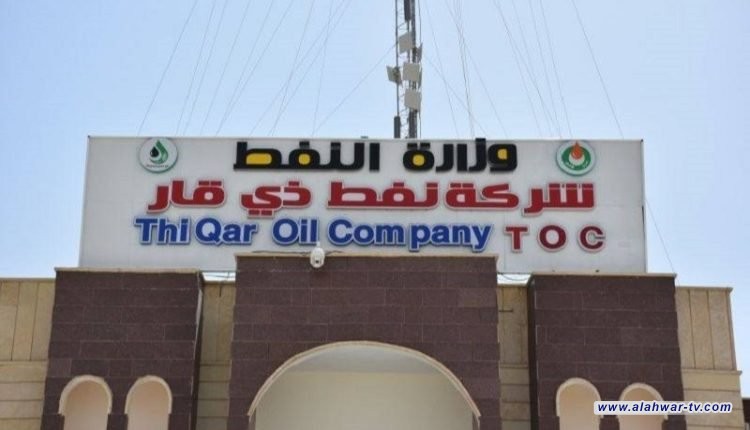 وزارة النفط
شركة نفط ذي قار
Thi Qar Oil Company TOC
www.alahwar-tv.com